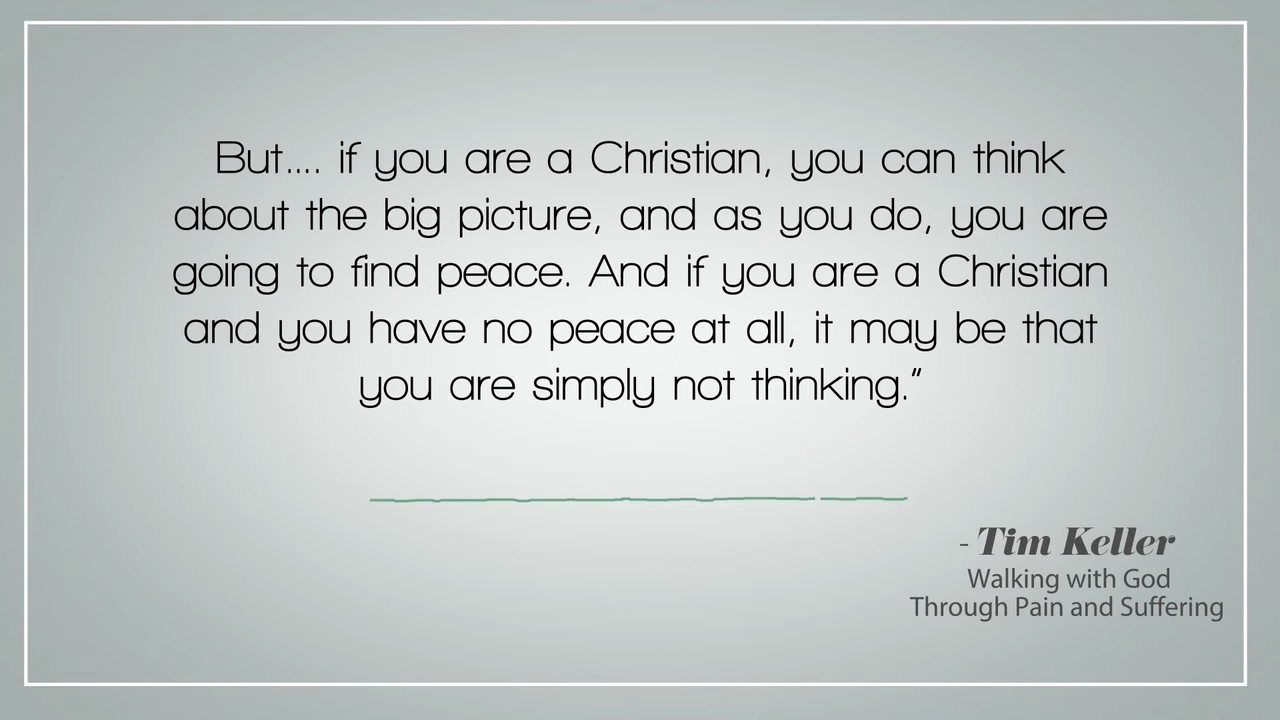 But.... if you are a Christian, you can think
about the big picture, and as you do, you are
going to find peace. And if you are a Christian
and you have no peace at all, it may be that
you are simply not thinking.”
- Tim Keller
Walking with God
Through Pain and Suffering